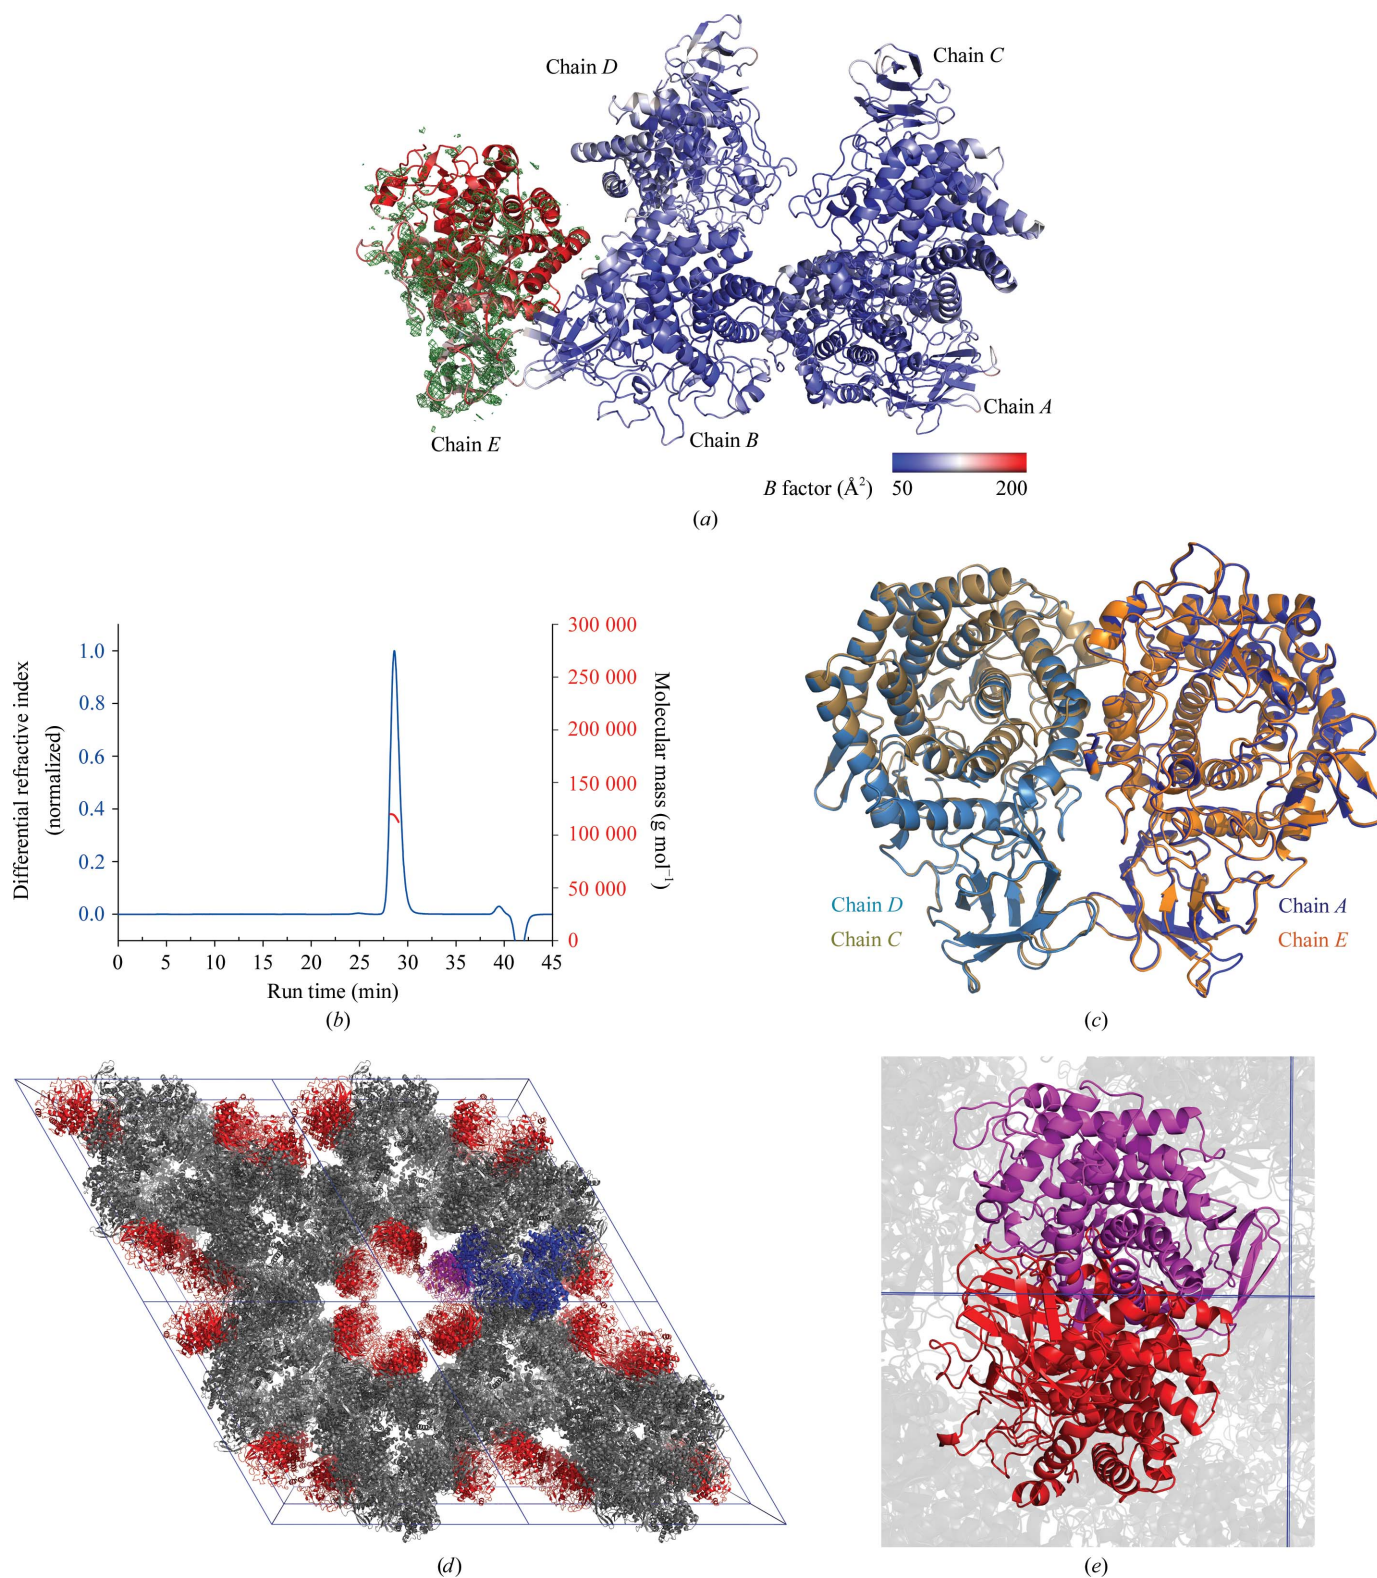 Chain D
Chain C
Chain E
Chain B
Chain A
B factor (Å²)
50
200
(a)
Differential refractive index
(normalized)
1.0
0.8
0.6
0.4
0.2
0.0
300 000
250 000
200 000
150 000
100 000
50 000
0
Molecular mass (g mol⁻¹)
0 5 10 15 20 25 30 35 40 45
Run time (min)
(b)
Chain D
Chain C
Chain A
Chain E
(c)
(d)
(e)